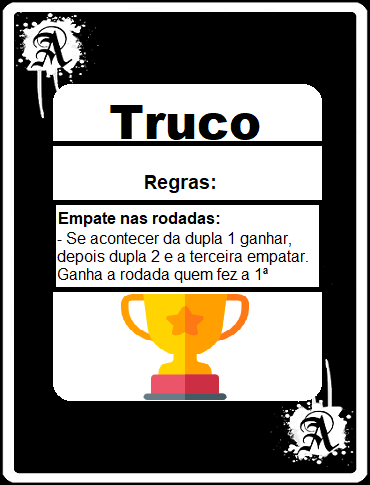 A
Truco
Regras:
Empate nas rodadas:
- Se acontecer da dupla 1 ganhar,
depois dupla 2 e a terceira empatar.
Ganha a rodada quem fez a 1ª
A